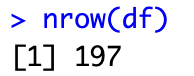 > nrow(df)
[1] 197